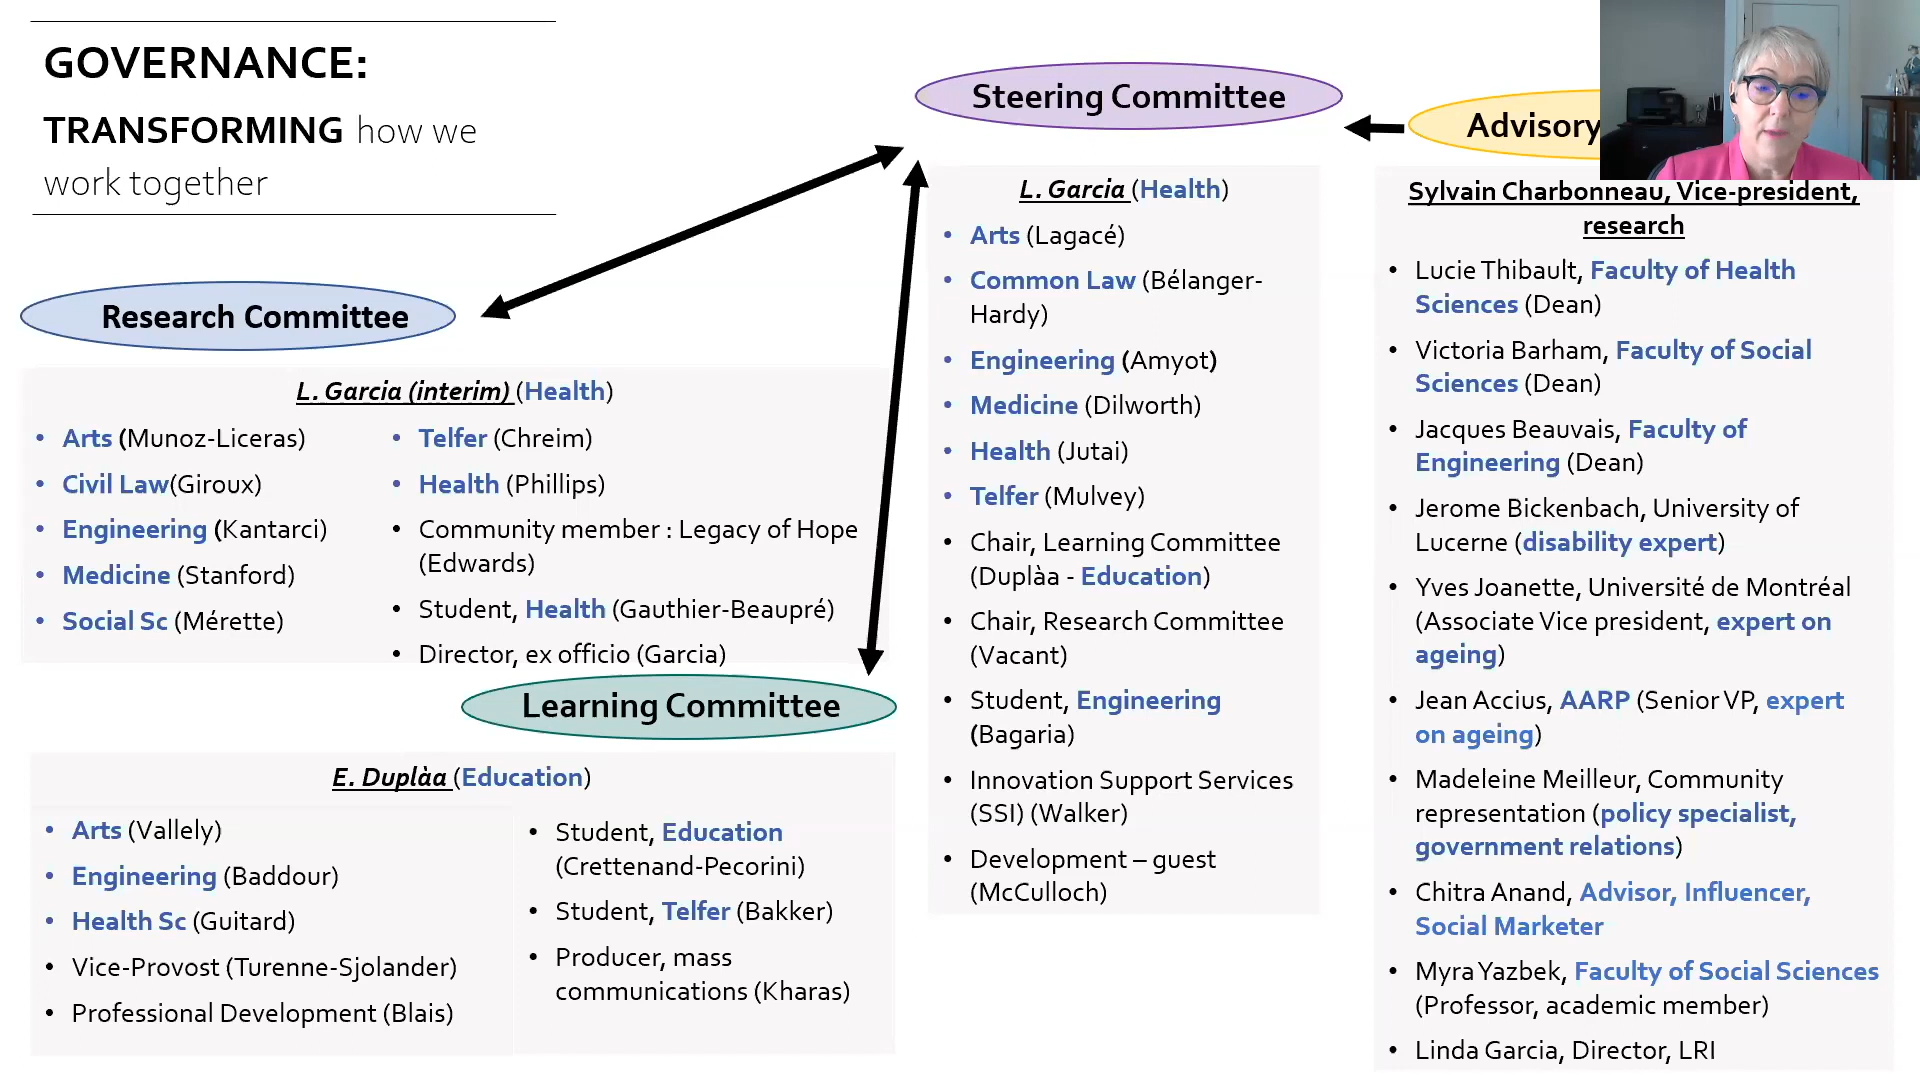 GOVERNANCE:
TRANSFORMING how we
work together
Research Committee
L. Garcia (interim) (Health)
• Arts (Munoz-Liceras)
• Civil Law(Giroux)
• Engineering (Kantarci)
• Medicine (Stanford)
• Social Sc (Mérette)
• Telfer (Chreim)
• Health (Phillips)
• Community member : Legacy of Hope
(Edwards)
• Student, Health (Gauthier-Beaupré)
• Director, ex officio (Garcia)
Learning Committee
E. Duplàa (Education)
• Arts (Vallely)
• Engineering (Baddour)
• Health Sc (Guitard)
• Vice-Provost (Turenne-Sjolander)
• Professional Development (Blais)
• Student, Education
(Crettenand-Pecorini)
• Student, Telfer (Bakker)
• Producer, mass
communications (Kharas)
Steering Committee
L. Garcia (Health)
• Arts (Lagacé)
• Common Law (Bélanger-
Hardy)
• Engineering (Amyot)
• Medicine (Dilworth)
• Health (Jutai)
• Telfer (Mulvey)
• Chair, Learning Committee
(Duplàa - Education)
• Chair, Research Committee
(Vacant)
• Student, Engineering
(Bagaria)
• Innovation Support Services
(SSI) (Walker)
• Development – guest
(McCulloch)
Advisory
Sylvain Charbonneau, Vice-president,
research
• Lucie Thibault, Faculty of Health
Sciences (Dean)
• Victoria Barham, Faculty of Social
Sciences (Dean)
• Jacques Beauvais, Faculty of
Engineering (Dean)
• Jerome Bickenbach, University of
Lucerne (disability expert)
• Yves Joanette, Université de Montréal
(Associate Vice president, expert on
ageing)
• Jean Accius, AARP (Senior VP, expert
on ageing)
• Madeleine Meilleur, Community
representation (policy specialist,
government relations)
• Chitra Anand, Advisor, Influencer,
Social Marketer
• Myra Yazbek, Faculty of Social Sciences
(Professor, academic member)
• Linda Garcia, Director, LRI